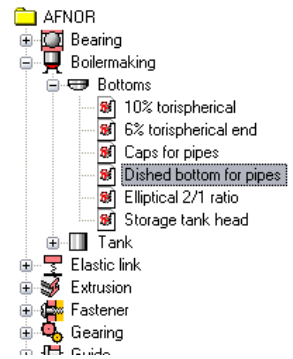 AFNOR
Bearing
Boilermaking
Bottoms
10% torispherical
6% torispherical end
Caps for pipes
Dished bottom for pipes
Elliptical 2/1 ratio
Storage tank head
Tank
Elastic link
Extrusion
Fastener
Gearing
Guide